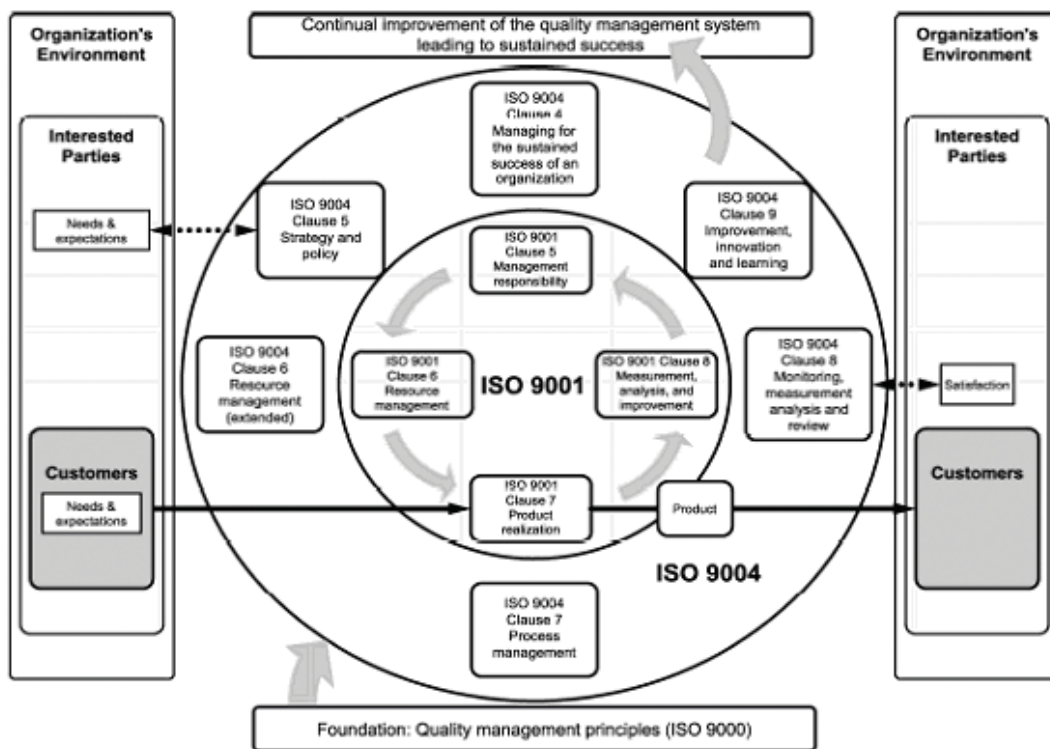 Continual improvement of the quality management system
leading to sustained success
Organization's
Environment
Interested
Parties
Needs &
expectations
Customers
Needs &
expectations
ISO 9004
Clause 4
Managing for
the sustained
success of an
organization
ISO 9004
Clause 5
Strategy and
policy
ISO 9004
Clause 9
Improvement,
innovation
and learning
ISO 9001
Clause 5
Management
responsibility
ISO 9004
Clause 6
Resource
management
(extended)
ISO 9001
Clause 6
Resource
management
ISO 9001
ISO 9001 Clause 8
Measurement,
analysis, and
improvement
ISO 9004
Clause 8
Monitoring,
measurement
analysis and
review
ISO 9001
Clause 7
Product
realization
Product
ISO 9004
ISO 9004
Clause 7
Process
management
Organization's
Environment
Interested
Parties
Satisfaction
Customers
Foundation: Quality management principles (ISO 9000)